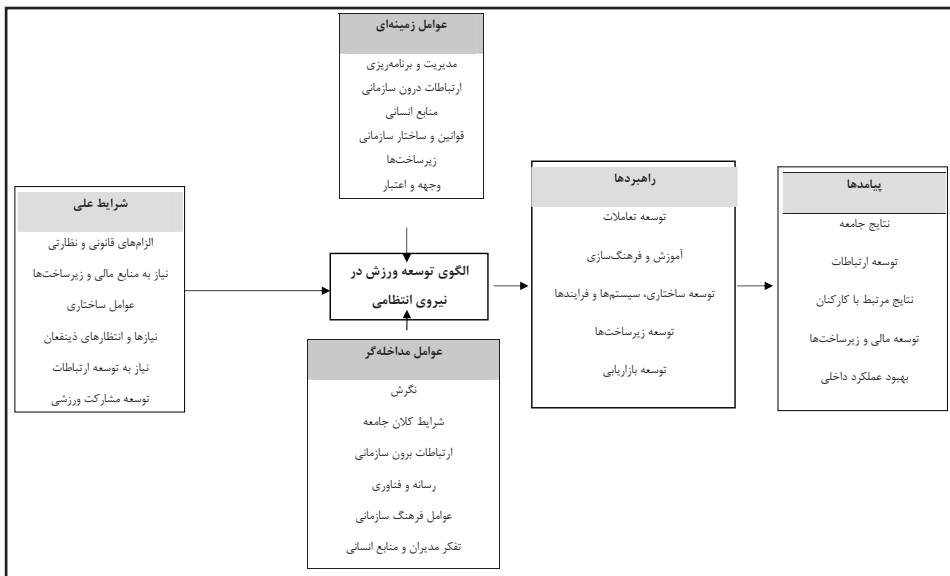 عوامل زمینه‌ای
مدیریت و برنامه‌ریزی
ارتباطات درون سازمانی
منابع انسانی
قوانین و ساختار سازمانی
زیرساخت‌ها
وجهه و اعتبار
شرایط علی
الزام‌های قانونی و نظارتی
نیاز به منابع مالی و زیرساخت‌ها
عوامل ساختاری
نیازها و انتظارهای ذینفعان
نیاز به توسعه ارتباطات
توسعه مشارکت ورزشی
الگوی توسعه ورزش در
نیروی انتظامی
عوامل مداخله‌گر
نگرش
شرایط کلان جامعه
ارتباطات برون سازمانی
رسانه و فناوری
عوامل فرهنگ سازمانی
تفکر مدیران و منابع انسانی
راهبردها
توسعه تعاملات
آموزش و فرهنگ‌سازی
توسعه ساختاری، سیستم‌ها و فرایندها
توسعه زیرساخت‌ها
توسعه بازاریابی
پیامدها
نتایج جامعه
توسعه ارتباطات
نتایج مرتبط با کارکنان
توسعه مالی و زیرساخت‌ها
بهبود عملکرد داخلی